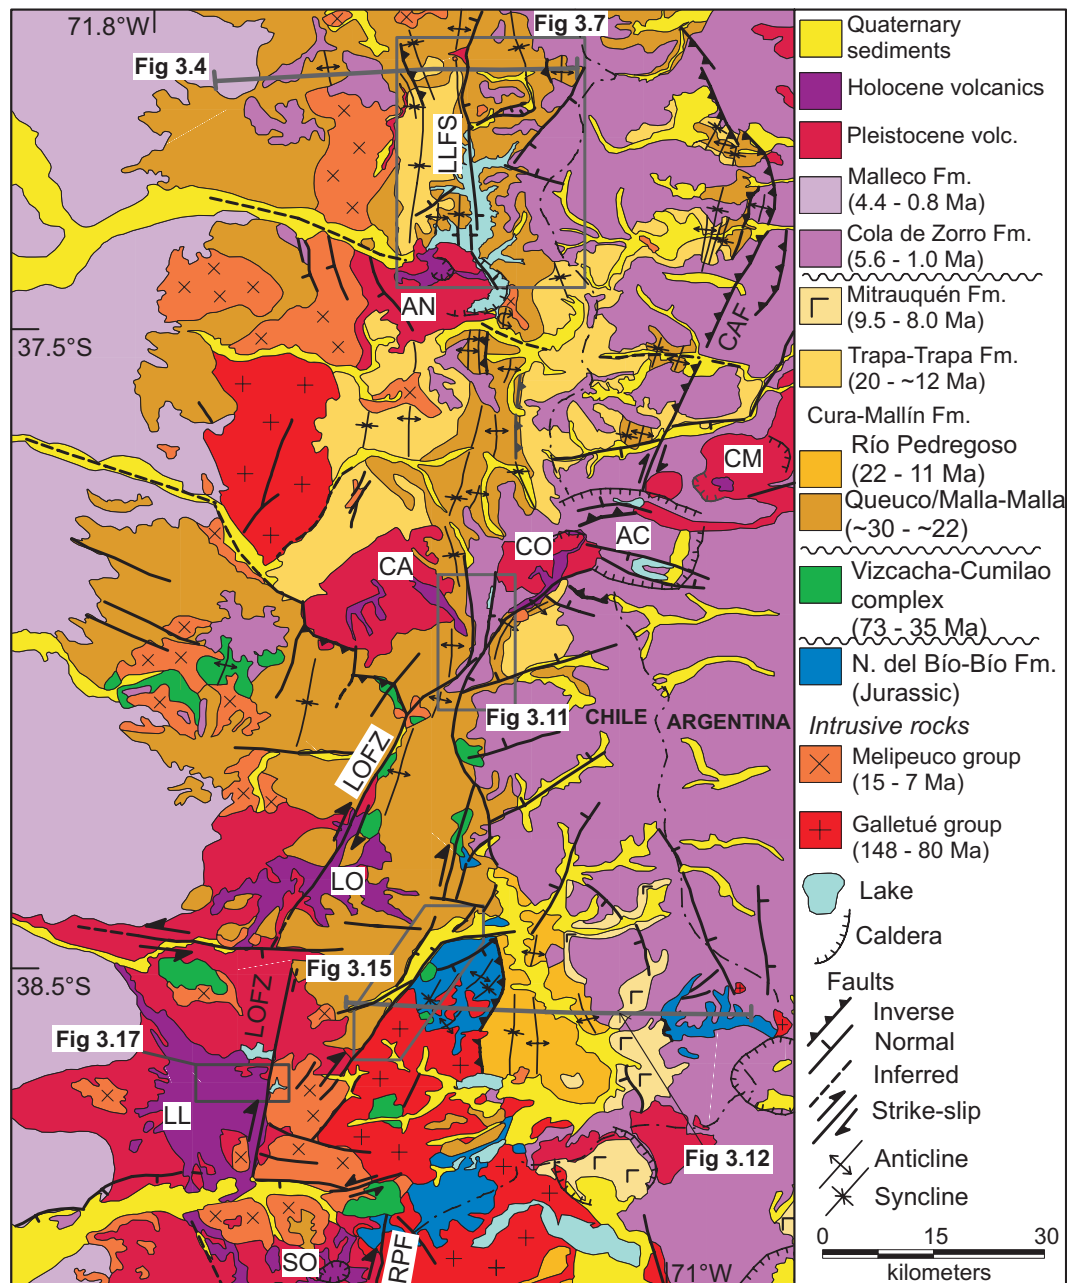 71.8°W
Fig 3.7
Fig 3.4
LLFS
AN
37.5°S
CAF
CM
CO
AC
CA
Fig 3.11
CHILE
ARGENTINA
LOFZ
LO
Fig 3.15
38.5°S
LOFZ
Fig 3.17
LL
Fig 3.12
SO
RPF
71°W
Quaternary
sediments
Holocene volcanics
Pleistocene volc.
Malleco Fm.
(4.4 - 0.8 Ma)
Cola de Zorro Fm.
(5.6 - 1.0 Ma)
Mitrauquén Fm.
(9.5 - 8.0 Ma)
Trapa-Trapa Fm.
(20 - ~12 Ma)
Cura-Mallín Fm.
Río Pedregoso
(22 - 11 Ma)
Queuco/Malla-Malla
(~30 - ~22)
Vizcacha-Cumilao
complex
(73 - 35 Ma)
N. del Bío-Bío Fm.
(Jurassic)
Intrusive rocks
Melipeuco group
(15 - 7 Ma)
Galletué group
(148 - 80 Ma)
Lake
Caldera
Faults
Inverse
Normal
Inferred
Strike-slip
Anticline
Syncline
0 15 30
kilometers